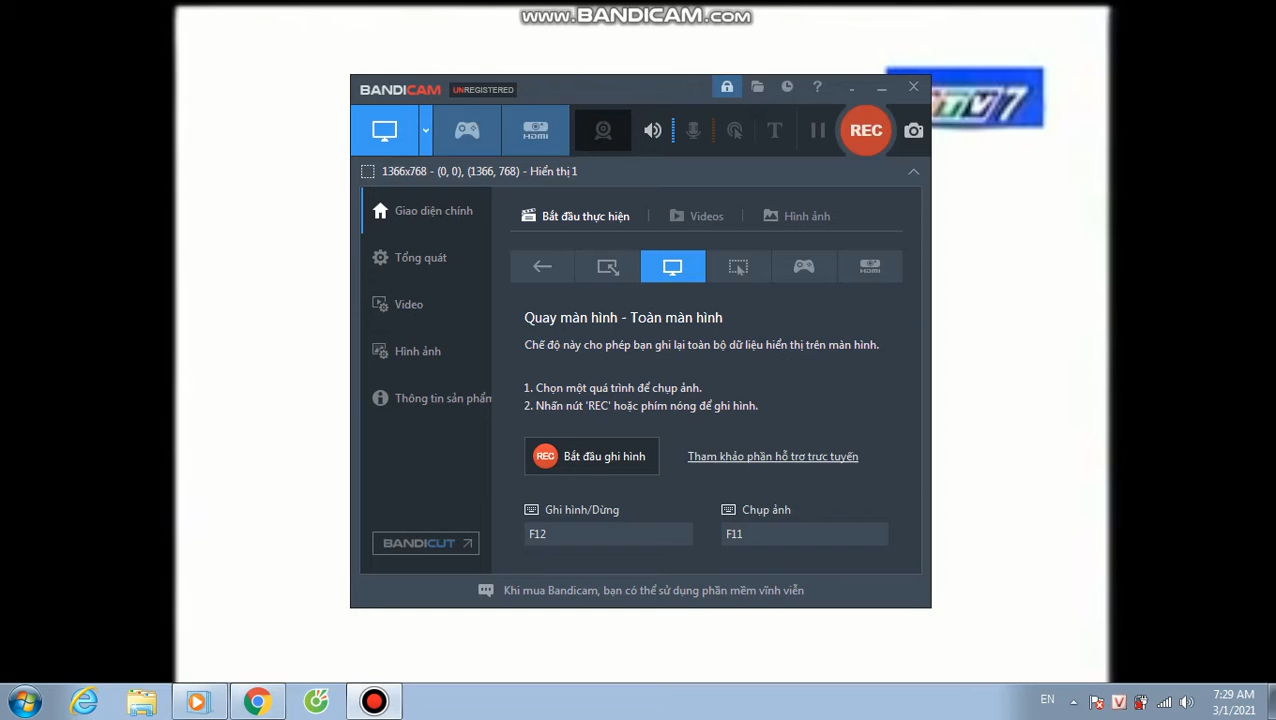 www.BANDICAM.com
BANDICAM UNREGISTERED
HDMI
T
REC
HTV7
1366x768 - (0, 0), (1366, 768) - Hiển thị 1
Giao diện chính
Tổng quát
Video
Hình ảnh
Thông tin sản phẩm
BANDICUT
Bắt đầu thực hiện
Videos
Hình ảnh
HDMI
Quay màn hình - Toàn màn hình
Chế độ này cho phép bạn ghi lại toàn bộ dữ liệu hiển thị trên màn hình.
1. Chọn một quá trình để chụp ảnh.
2. Nhấn nút 'REC' hoặc phím nóng để ghi hình.
REC Bắt đầu ghi hình
Tham khảo phần hỗ trợ trực tuyến
Ghi hình/Dừng
Chụp ảnh
F12
F11
Khi mua Bandicam, bạn có thể sử dụng phần mềm vĩnh viễn
EN
V
7:29 AM
3/1/2021